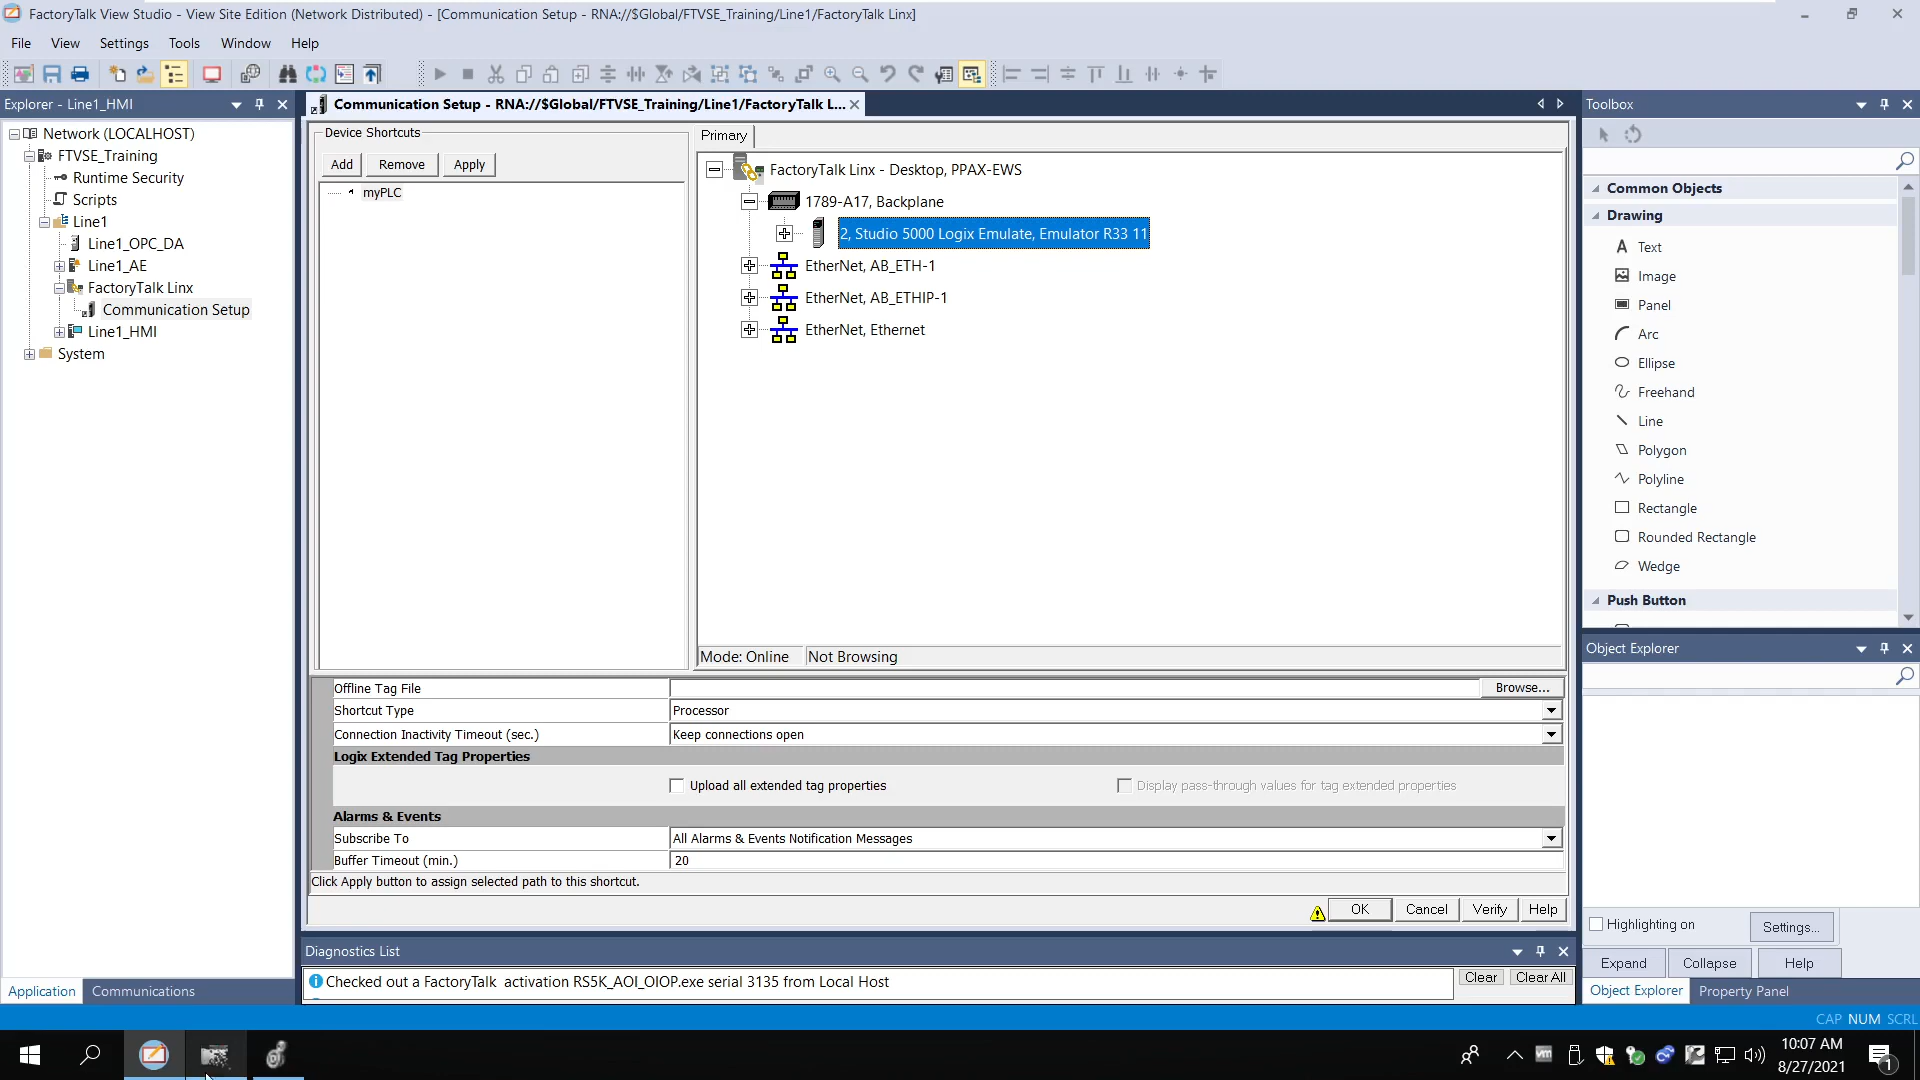 FactoryTalk View Studio - View Site Edition (Network Distributed) - [Communication Setup - RNA://$Global/FTVSE_Training/Line1/FactoryTalk Linx]
File View Settings Tools Window Help
Explorer - Line1_HMI
Network (LOCALHOST)
FTVSE_Training
Runtime Security
Scripts
Line1
Line1_OPC_DA
Line1_AE
FactoryTalk Linx
Communication Setup
Line1_HMI
System
Application Communications
Communication Setup - RNA://$Global/FTVSE_Training/Line1/FactoryTalk L...
Device Shortcuts
Add Remove Apply
myPLC
Primary
FactoryTalk Linx - Desktop, PPAX-EWS
1789-A17, Backplane
2, Studio 5000 Logix Emulate, Emulator R33 11
EtherNet, AB_ETH-1
EtherNet, AB_ETHIP-1
EtherNet, Ethernet
Mode: Online Not Browsing
Offline Tag File Browse...
Shortcut Type Processor
Connection Inactivity Timeout (sec.) Keep connections open
Logix Extended Tag Properties
Upload all extended tag properties Display pass-through values for tag extended properties
Alarms & Events
Subscribe To All Alarms & Events Notification Messages
Buffer Timeout (min.) 20
Click Apply button to assign selected path to this shortcut.
OK Cancel Verify Help
Diagnostics List
Checked out a FactoryTalk activation RS5K_AOI_OIOP.exe serial 3135 from Local Host
Clear Clear All
Toolbox
Common Objects
Drawing
Text
Image
Panel
Arc
Ellipse
Freehand
Line
Polygon
Polyline
Rectangle
Rounded Rectangle
Wedge
Push Button
Object Explorer
Highlighting on Settings...
Expand Collapse Help
Object Explorer Property Panel
CAP NUM SCRL
10:07 AM
8/27/2021
1